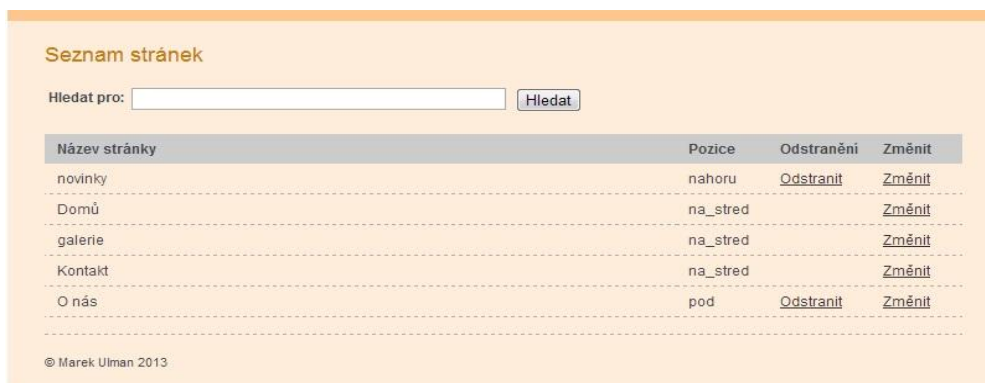 Seznam stránek
Hledat pro: Hledat
Název stránky Pozice Odstranění Změnit
novinky nahoru Odstranit Změnit
Domů na_stred Změnit
galerie na_stred Změnit
Kontakt na_stred Změnit
O nás pod Odstranit Změnit
© Marek Ulman 2013